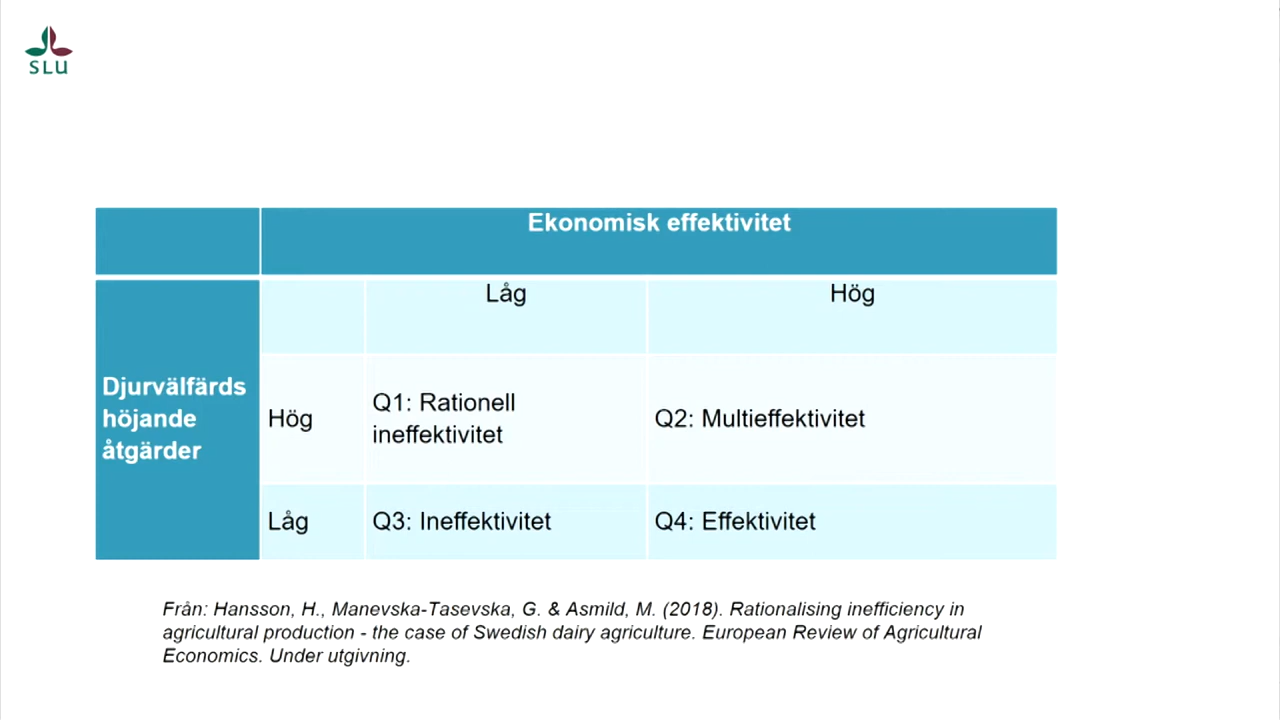 SLU
Ekonomisk effektivitet
Låg
Hög
Djurvälfärds
höjande
åtgärder
Hög
Q1: Rationell
ineffektivitet
Q2: Multieffektivitet
Låg
Q3: Ineffektivitet
Q4: Effektivitet
Från: Hansson, H., Manevska-Tasevska, G. & Asmild, M. (2018). Rationalising inefficiency in
agricultural production - the case of Swedish dairy agriculture. European Review of Agricultural
Economics. Under utgivning.